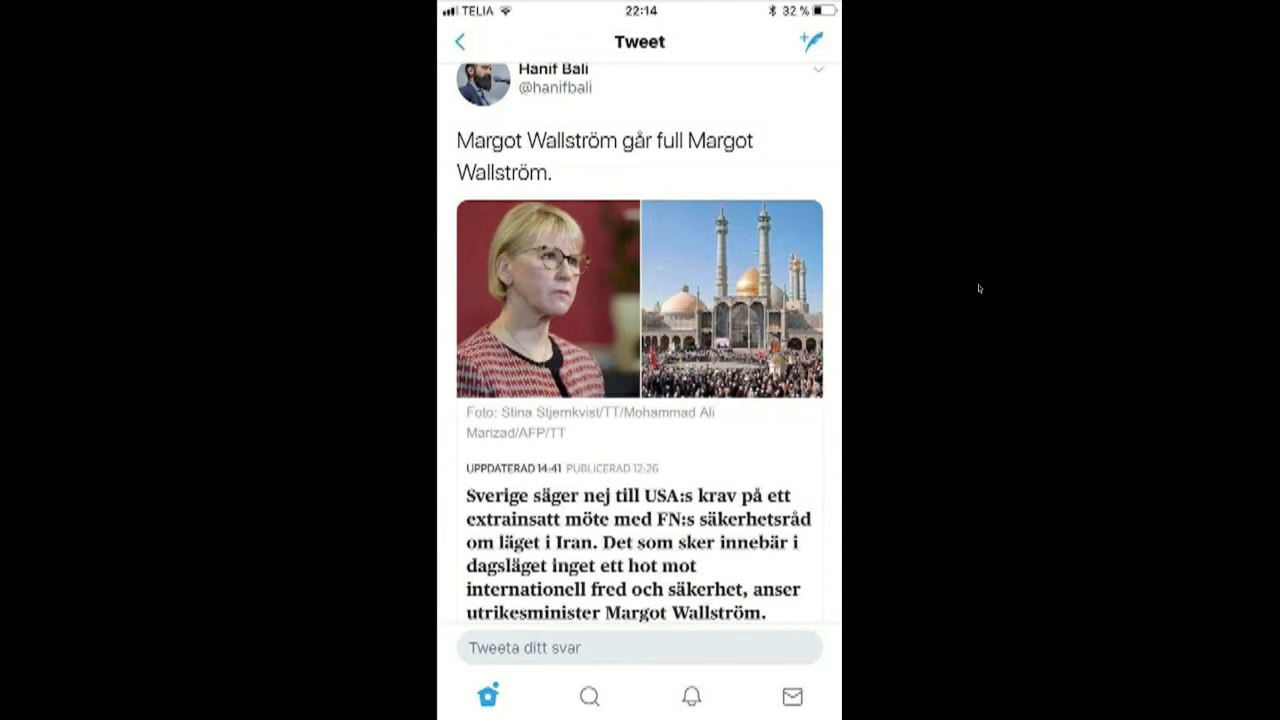 TELIA 22:14 32 %
Tweet
Hanif Bali
@hanifbali
Margot Wallström går full Margot
Wallström.
Foto: Stina Stjernkvist/TT/Mohammad Ali
Marizad/AFP/TT
UPPDATERAD 14:41 PUBLICERAD 12:26
Sverige säger nej till USA:s krav på ett
extrainsatt möte med FN:s säkerhetsråd
om läget i Iran. Det som sker innebär i
dagsläget inget ett hot mot
internationell fred och säkerhet, anser
utrikesminister Margot Wallström.
Tweeta ditt svar